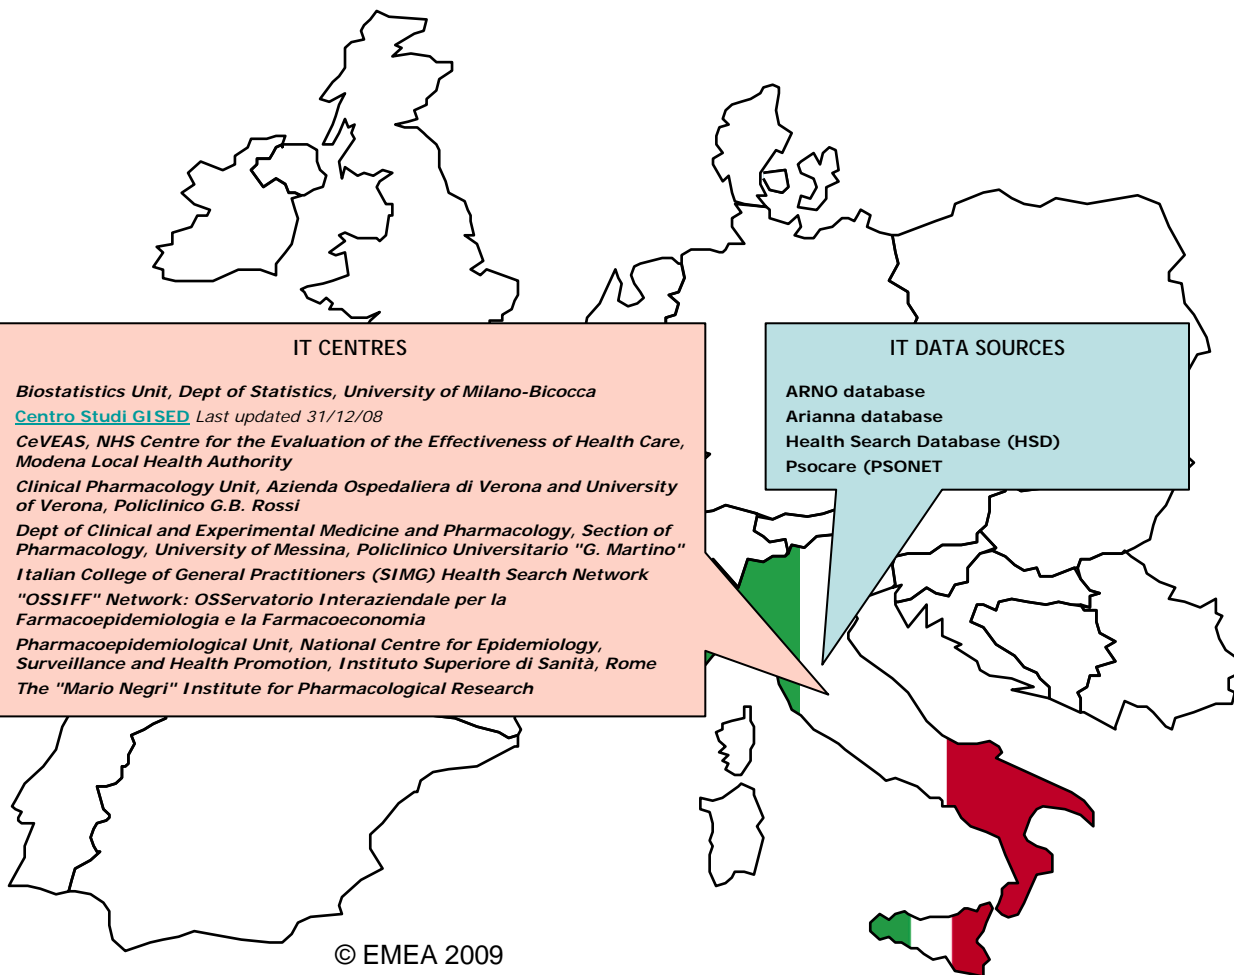 IT CENTRES
Biostatistics Unit, Dept of Statistics, University of Milano-Bicocca
Centro Studi GISED Last updated 31/12/08
CeVEAS, NHS Centre for the Evaluation of the Effectiveness of Health Care,
Modena Local Health Authority
Clinical Pharmacology Unit, Azienda Ospedaliera di Verona and University
of Verona, Policlinico G.B. Rossi
Dept of Clinical and Experimental Medicine and Pharmacology, Section of
Pharmacology, University of Messina, Policlinico Universitario "G. Martino"
Italian College of General Practitioners (SIMG) Health Search Network
"OSSIFF" Network: OSServatorio Interaziendale per la
Farmacoepidemiologia e la Farmacoeconomia
Pharmacoepidemiological Unit, National Centre for Epidemiology,
Surveillance and Health Promotion, Instituto Superiore di Sanità, Rome
The "Mario Negri" Institute for Pharmacological Research
IT DATA SOURCES
ARNO database
Arianna database
Health Search Database (HSD)
Psocare (PSONET
© EMEA 2009